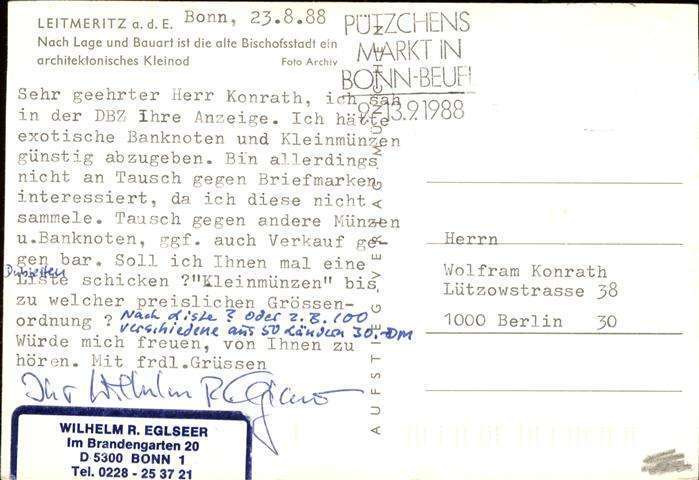 LEITMERITZ a. d. E.
Nach Lage und Bauart ist die alte Bischofsstadt ein
architektonisches Kleinod
Foto Archiv
Bonn, 23.8.88
PÜTZCHENS
MARKT IN
BONN-BEUEL
9.-13.9.1988
Sehr geehrter Herr Konrath, ich sah
in der DBZ Ihre Anzeige. Ich hätte
exotische Banknoten und Kleinmünzen
günstig abzugeben. Bin allerdings
nicht an Tausch gegen Briefmarken
interessiert, da ich diese nicht
sammele. Tausch gegen andere Münzen
u.Banknoten, ggf. auch Verkauf ge-
gen bar. Soll ich Ihnen mal eine
Liste schicken ?"Kleinmünzen" bis
zu welcher preislichen Grössen-
ordnung ? Nach Liste? oder z.B. 100
verschiedene aus 50 Ländern 30.-DM
Würde mich freuen, von Ihnen zu
hören. Mit frdl.Grüssen
Ihr Wilhelm R. Eglseer
WILHELM R. EGLSEER
Im Brandengarten 20
D 5300 BONN 1
Tel. 0228 - 25 37 21
AUFSTIEG-VERLAG MÜNCHEN
Herrn
Wolfram Konrath
Lützowstrasse 38
1000 Berlin 30